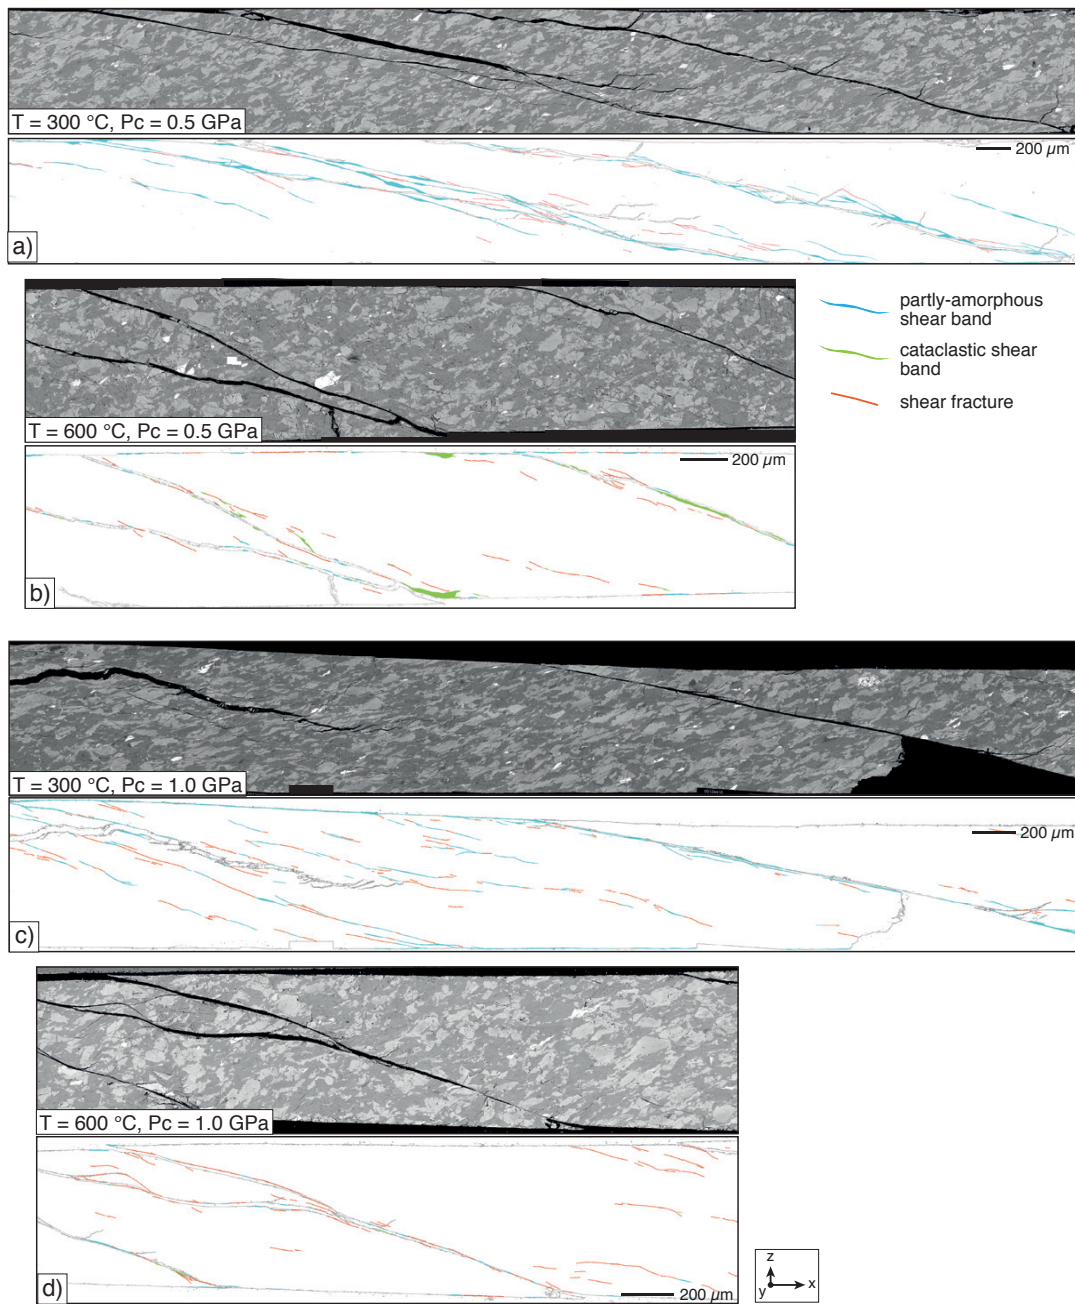 T = 300 °C, Pc = 0.5 GPa
200 µm
a)
partly-amorphous
shear band
cataclastic shear
band
shear fracture
T = 600 °C, Pc = 0.5 GPa
200 µm
b)
T = 300 °C, Pc = 1.0 GPa
200 µm
c)
T = 600 °C, Pc = 1.0 GPa
200 µm
d)
z
y
x